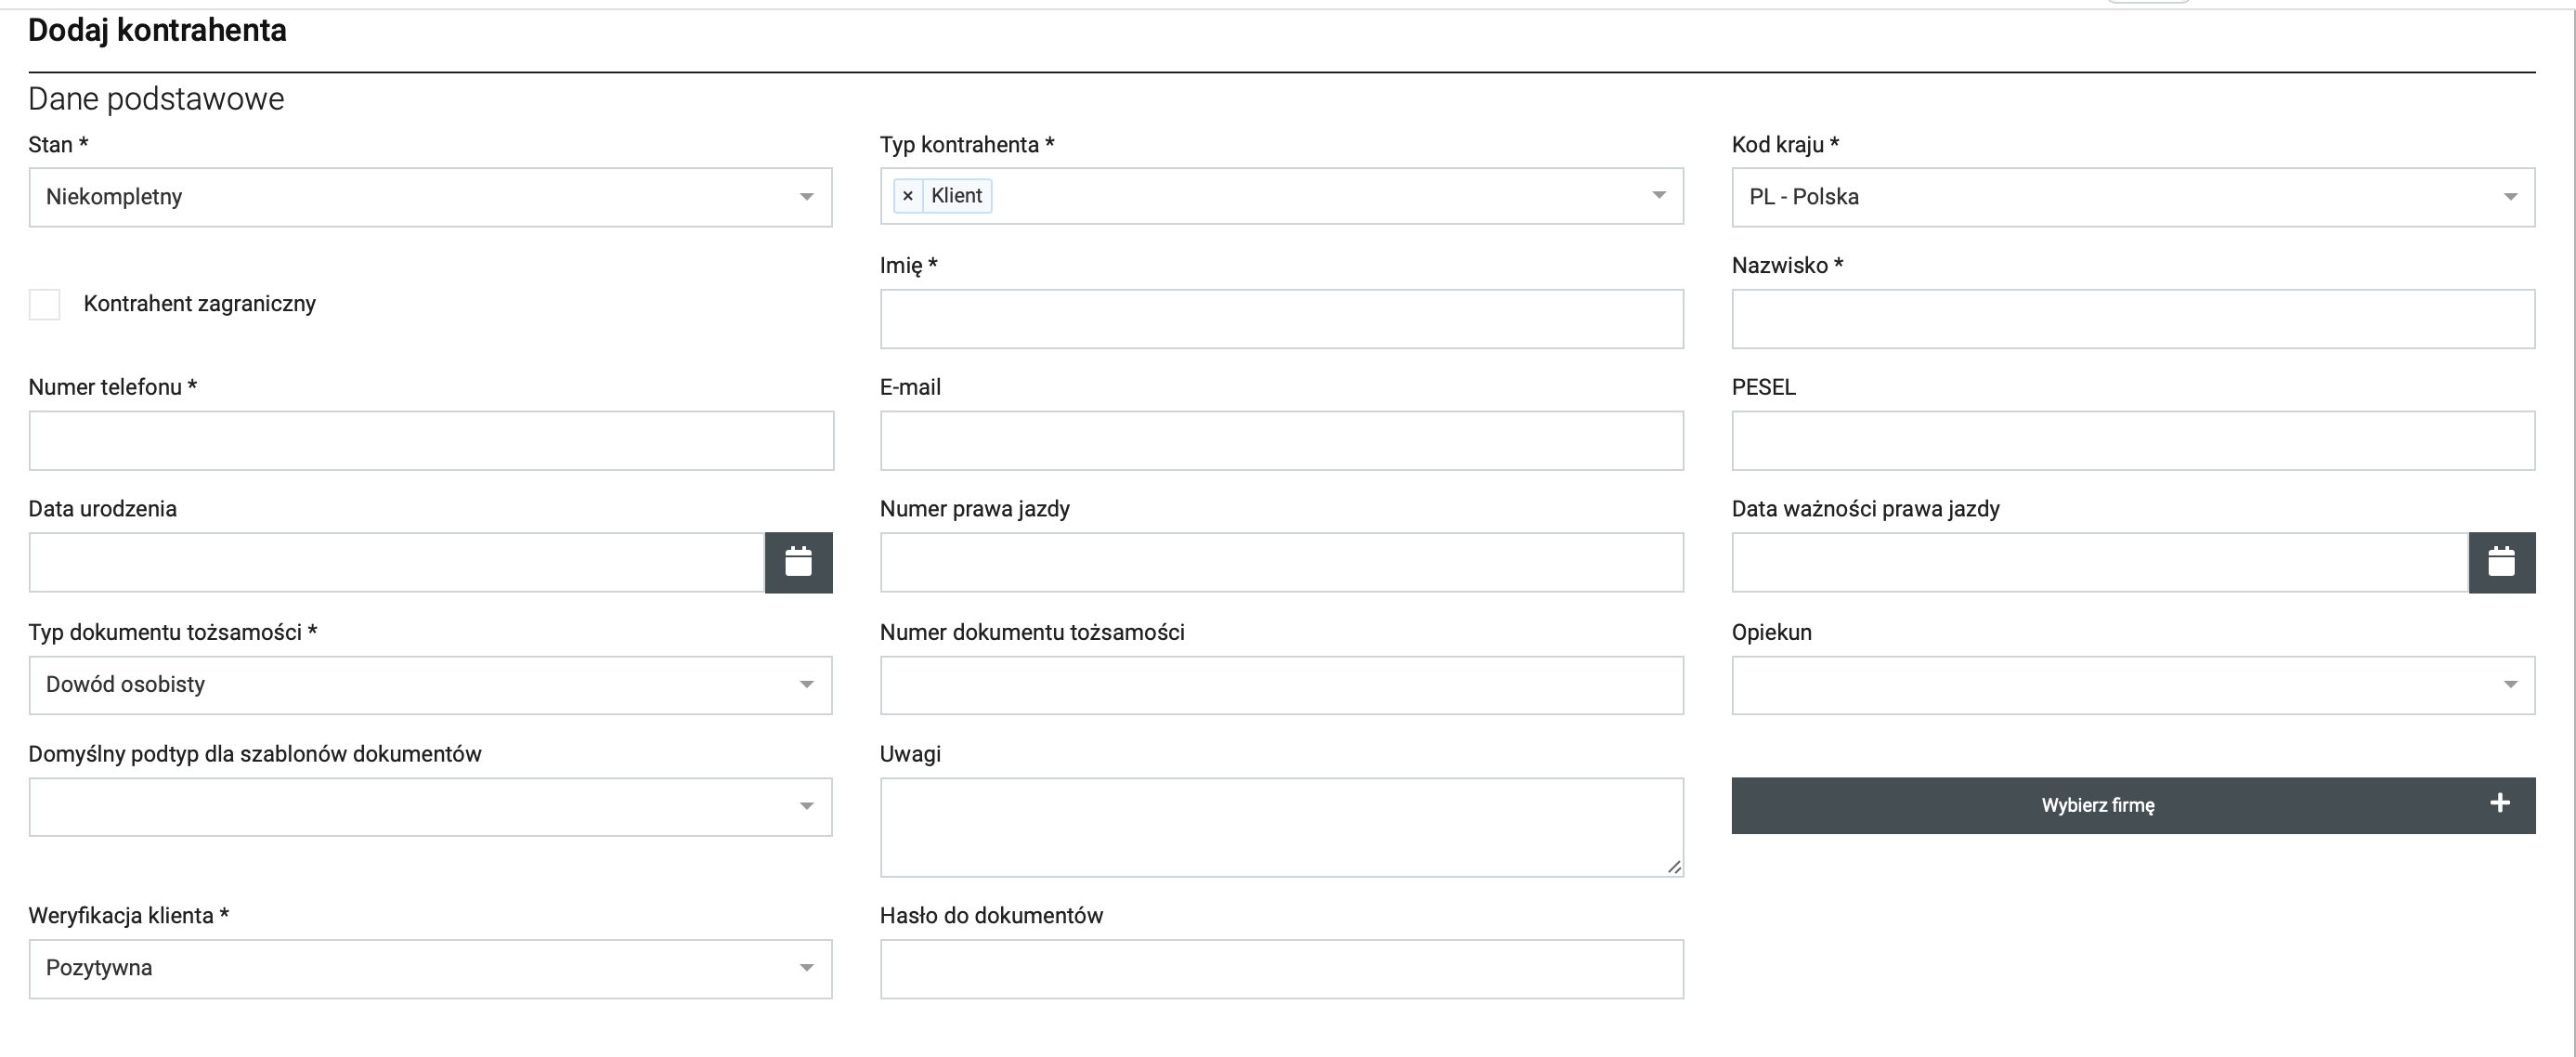 Dodaj kontrahenta
Dane podstawowe
Stan *
Typ kontrahenta *
Kod kraju *
Niekompletny
× Klient
PL - Polska
Kontrahent zagraniczny
Imię *
Nazwisko *
Numer telefonu *
E-mail
PESEL
Data urodzenia
Numer prawa jazdy
Data ważności prawa jazdy
Typ dokumentu tożsamości *
Numer dokumentu tożsamości
Opiekun
Dowód osobisty
Domyślny podtyp dla szablonów dokumentów
Uwagi
Wybierz firmę +
Weryfikacja klienta *
Hasło do dokumentów
Pozytywna